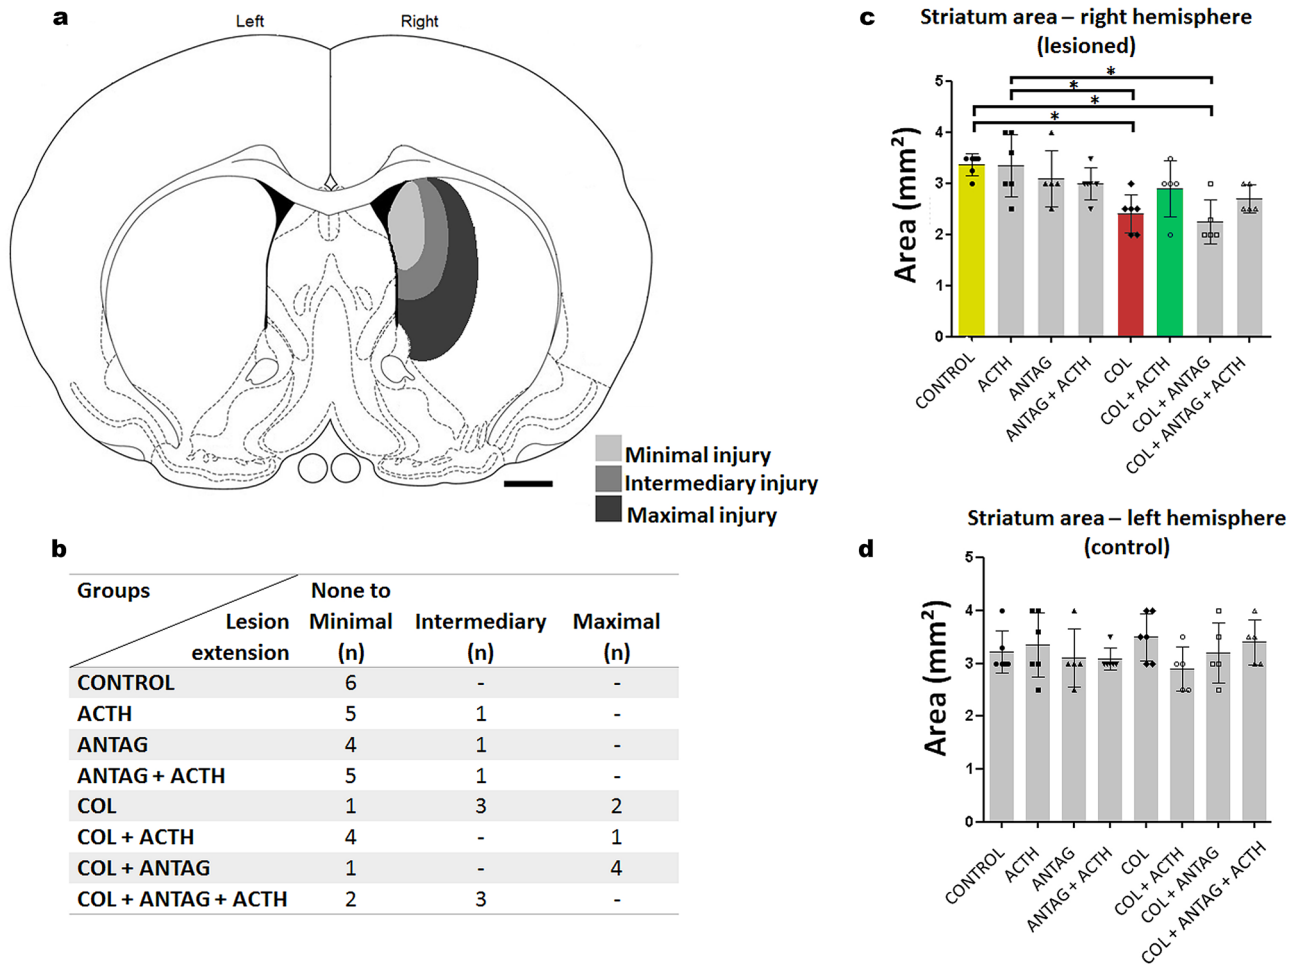 a
Left
Right
Minimal injury
Intermediary injury
Maximal injury
b
Groups
Lesion
extension
None to
Minimal
(n)
Intermediary
(n)
Maximal
(n)
CONTROL 6 - -
ACTH 5 1 -
ANTAG 4 1 -
ANTAG + ACTH 5 1 -
COL 1 3 2
COL + ACTH 4 - 1
COL + ANTAG 1 - 4
COL + ANTAG + ACTH 2 3 -
c
Striatum area – right hemisphere
(lesioned)
Area (mm²)
5
4
3
2
1
0
*
*
*
*
CONTROL
ACTH
ANTAG
ANTAG + ACTH
COL
COL + ACTH
COL + ANTAG
COL + ANTAG + ACTH
d
Striatum area – left hemisphere
(control)
Area (mm²)
5
4
3
2
1
0
CONTROL
ACTH
ANTAG
ANTAG + ACTH
COL
COL + ACTH
COL + ANTAG
COL + ANTAG + ACTH